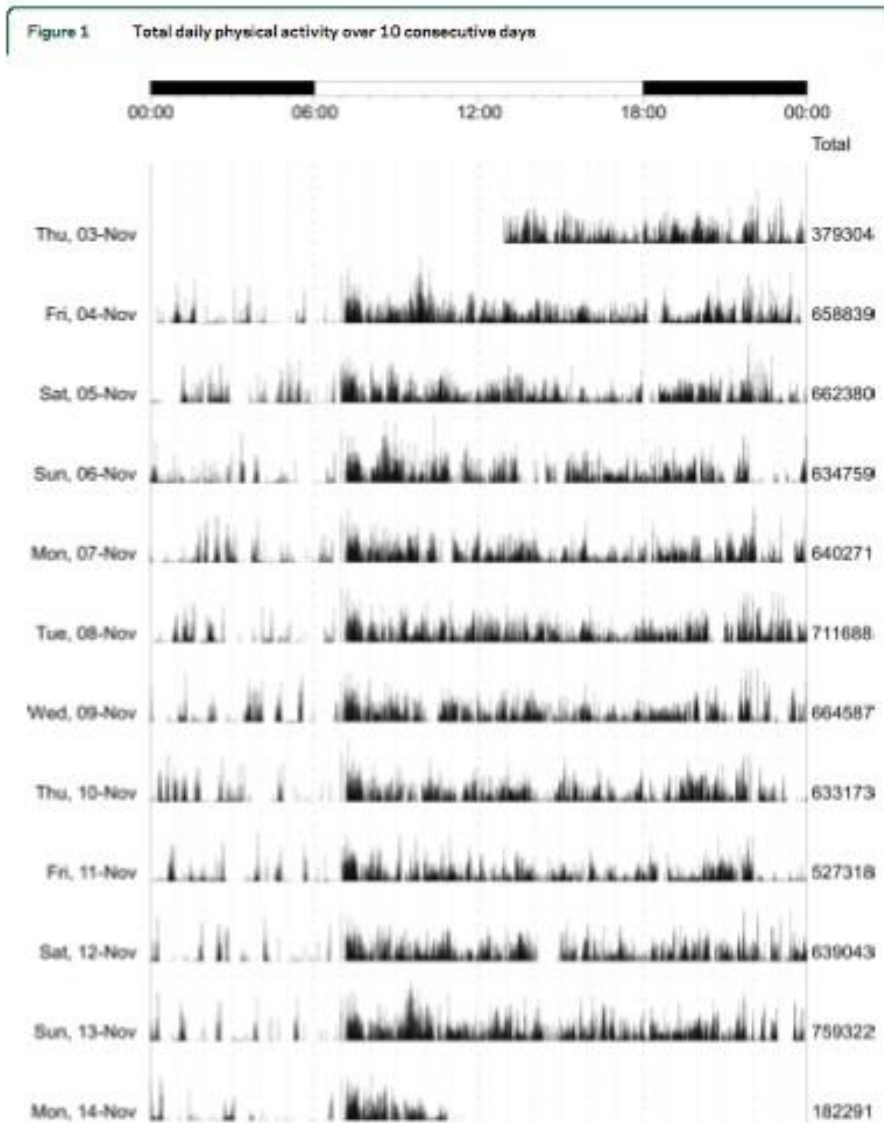 Figure 1 Total daily physical activity over 10 consecutive days
00:00 06:00 12:00 18:00 00:00
Total
Thu, 03-Nov 379304
Fri, 04-Nov 658839
Sat, 05-Nov 662380
Sun, 06-Nov 634759
Mon, 07-Nov 640271
Tue, 08-Nov 711688
Wed, 09-Nov 664587
Thu, 10-Nov 633173
Fri, 11-Nov 527318
Sat, 12-Nov 639043
Sun, 13-Nov 759322
Mon, 14-Nov 182291